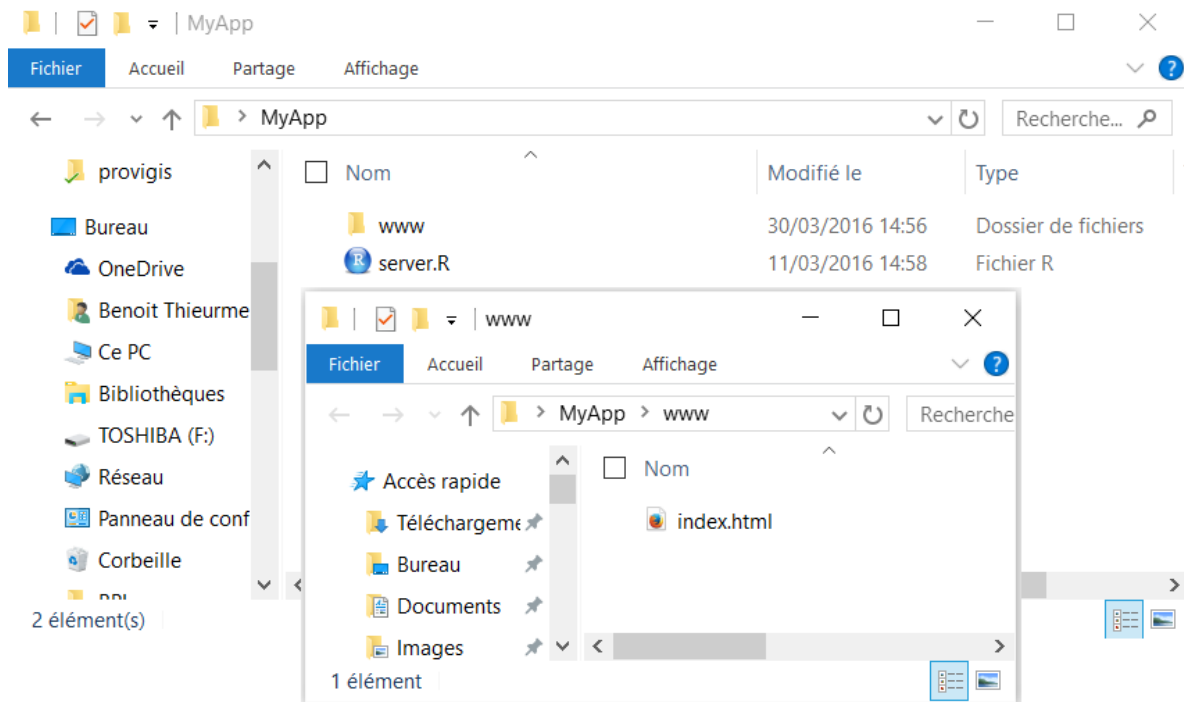 MyApp
Fichier Accueil Partage Affichage ?
MyApp Recherche...
provigis
Bureau
OneDrive
Benoit Thieurme
Ce PC
Bibliothèques
TOSHIBA (F:)
Réseau
Panneau de conf
Corbeille
Nom Modifié le Type
www 30/03/2016 14:56 Dossier de fichiers
server.R 11/03/2016 14:58 Fichier R
2 élément(s)
www
Fichier Accueil Partage Affichage ?
MyApp www Recherche
Accès rapide
Téléchargeme
Bureau
Documents
Images
Nom
index.html
1 élément